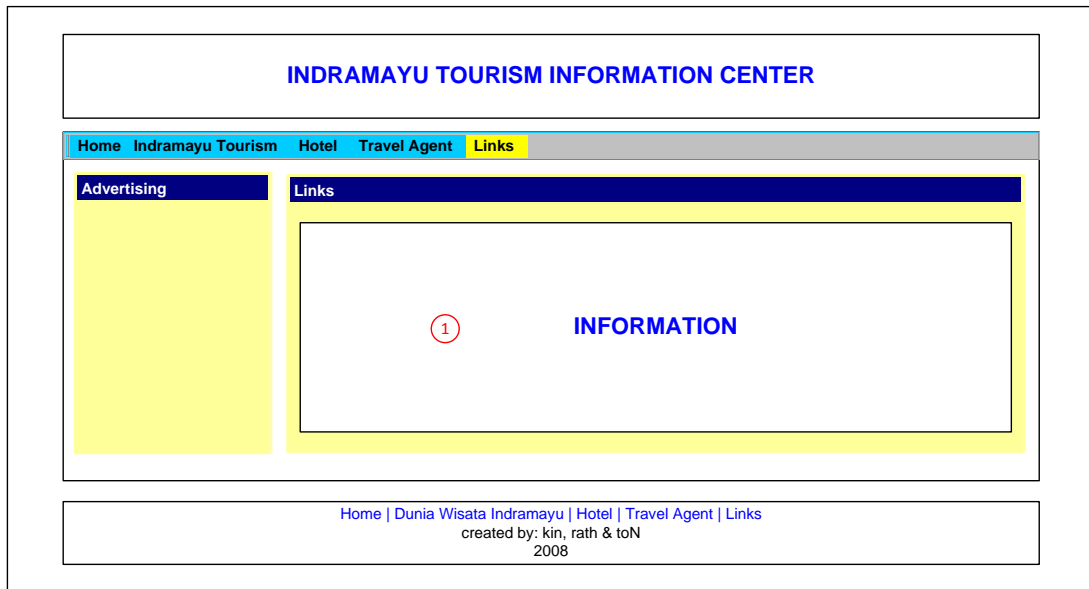 INDRAMAYU TOURISM INFORMATION CENTER
Home Indramayu Tourism Hotel Travel Agent Links
Advertising
Links
1
INFORMATION
Home | Dunia Wisata Indramayu | Hotel | Travel Agent | Links
created by: kin, rath & toN
2008